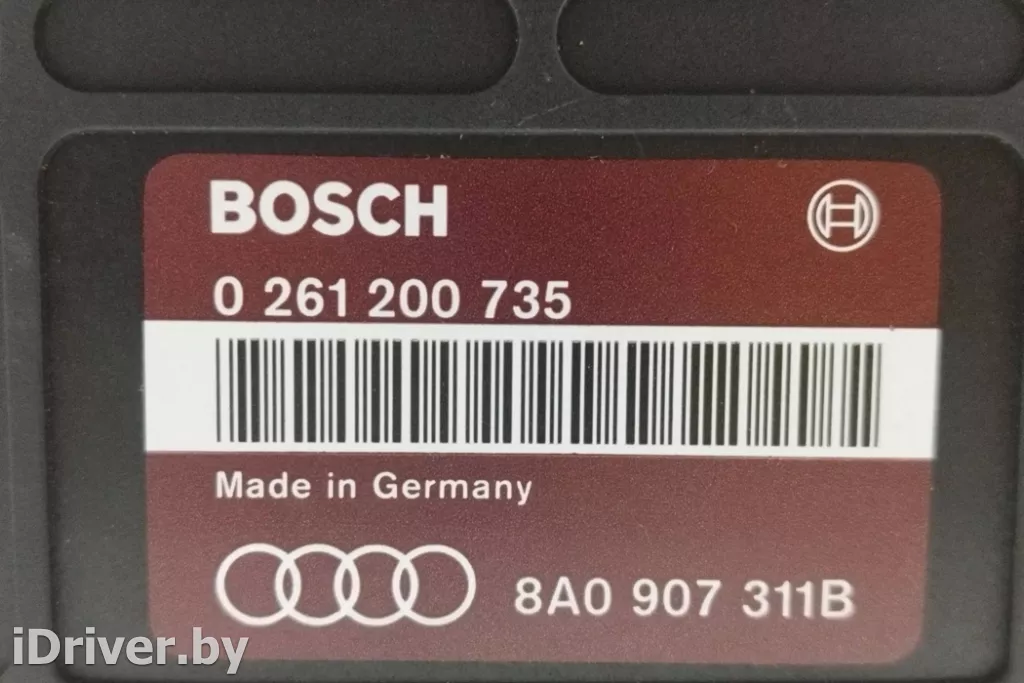 BOSCH
0 261 200 735
Made in Germany
8A0 907 311B
iDriver.by